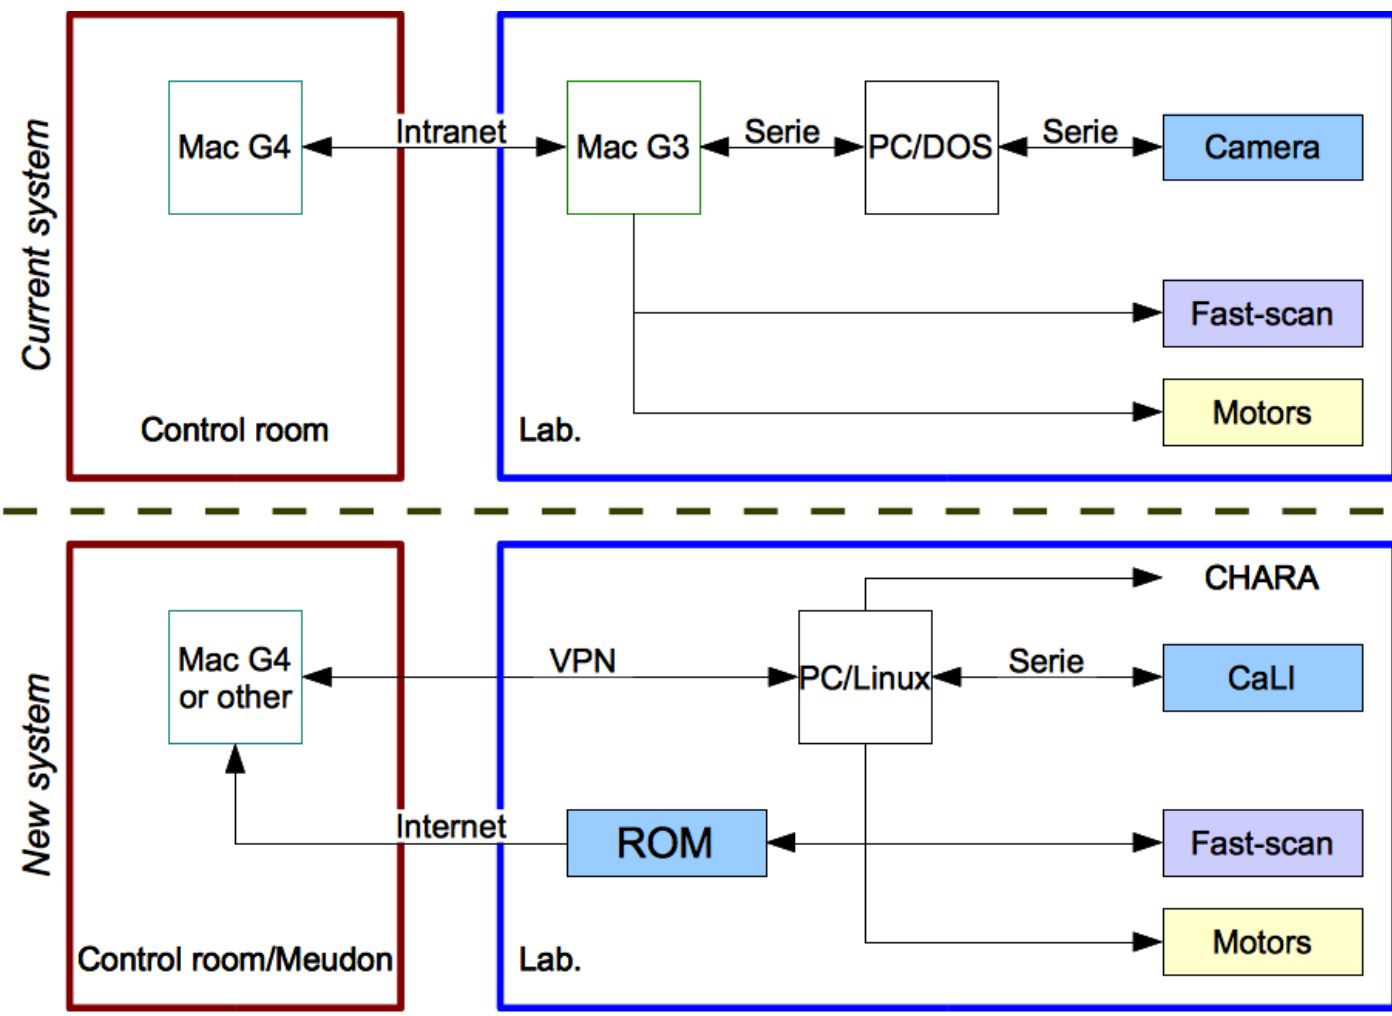 Current system
Mac G4
Intranet
Mac G3
Serie
PC/DOS
Serie
Camera
Fast-scan
Motors
Control room
Lab.
New system
CHARA
Mac G4
or other
VPN
PC/Linux
Serie
CaLI
Internet
ROM
Fast-scan
Motors
Control room/Meudon
Lab.